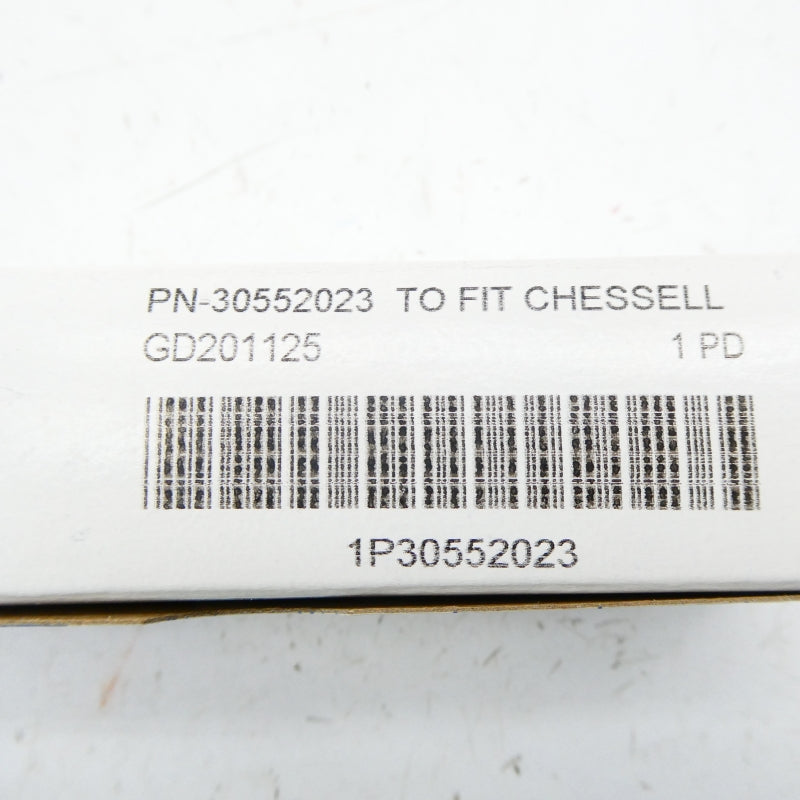 PN-30552023 TO FIT CHESSELL
GD201125 1 PD
1P30552023